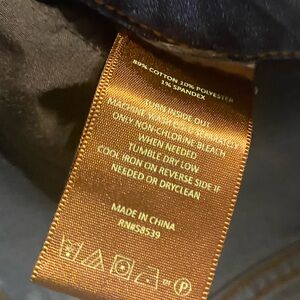 89% COTTON 10% POLYESTER
1% SPANDEX
TURN INSIDE OUT
MACHINE WASH COLD SEPARATELY
ONLY NON-CHLORINE BLEACH
WHEN NEEDED
TUMBLE DRY LOW
COOL IRON ON REVERSE SIDE IF
NEEDED OR DRYCLEAN
MADE IN CHINA
RN#58539
or P